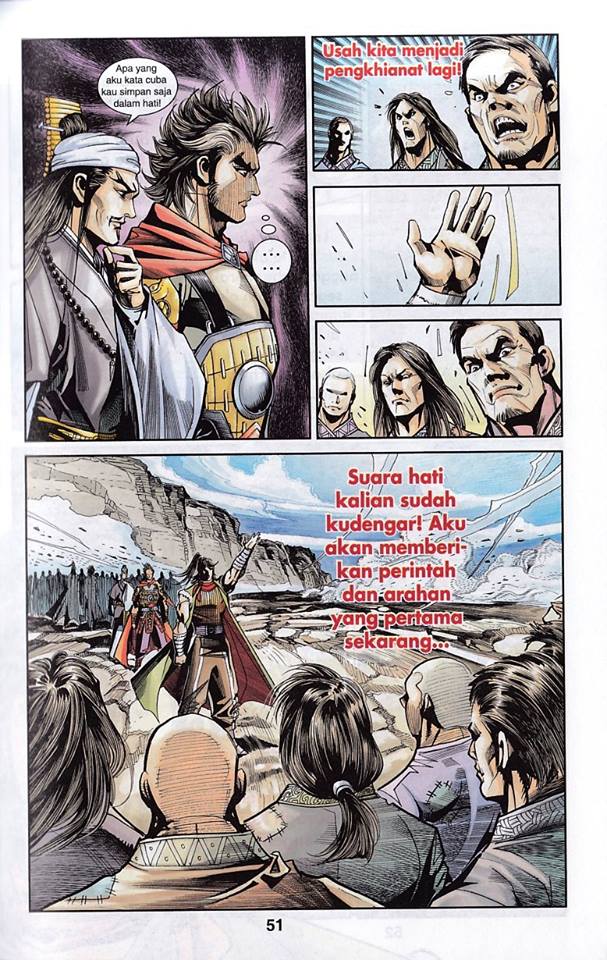 Apa yang
aku kata cuba
kau simpan saja
dalam hati!
...
...
Usah kita menjadi
pengkhianat lagi!
Suara hati
kalian sudah
kudengar! Aku
akan memberi-
kan perintah
dan arahan
yang pertama
sekarang...
51